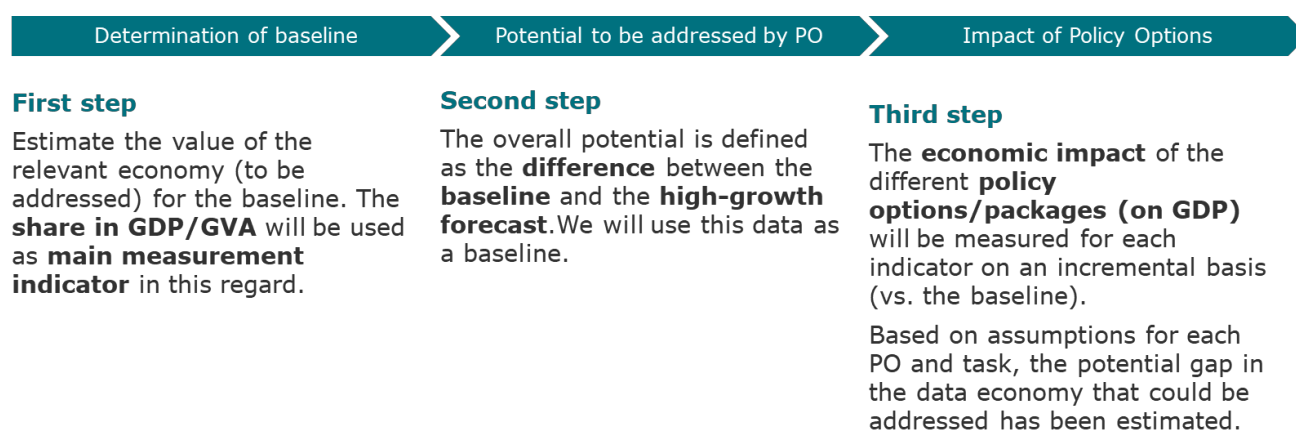 Determination of baseline
Potential to be addressed by PO
Impact of Policy Options
First step
Estimate the value of the
relevant economy (to be
addressed) for the baseline. The
share in GDP/GVA will be used
as main measurement
indicator in this regard.
Second step
The overall potential is defined
as the difference between the
baseline and the high-growth
forecast.We will use this data as
a baseline.
Third step
The economic impact of the
different policy
options/packages (on GDP)
will be measured for each
indicator on an incremental basis
(vs. the baseline).
Based on assumptions for each
PO and task, the potential gap in
the data economy that could be
addressed has been estimated.